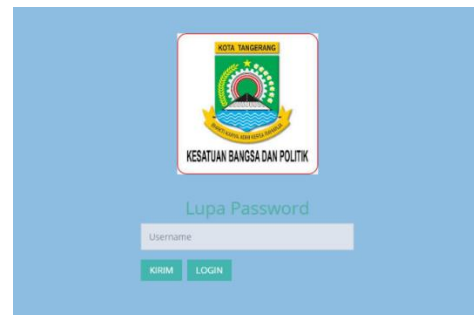 KOTA TANGERANG
KESATUAN BANGSA DAN POLITIK
Lupa Password
Username
KIRIM LOGIN